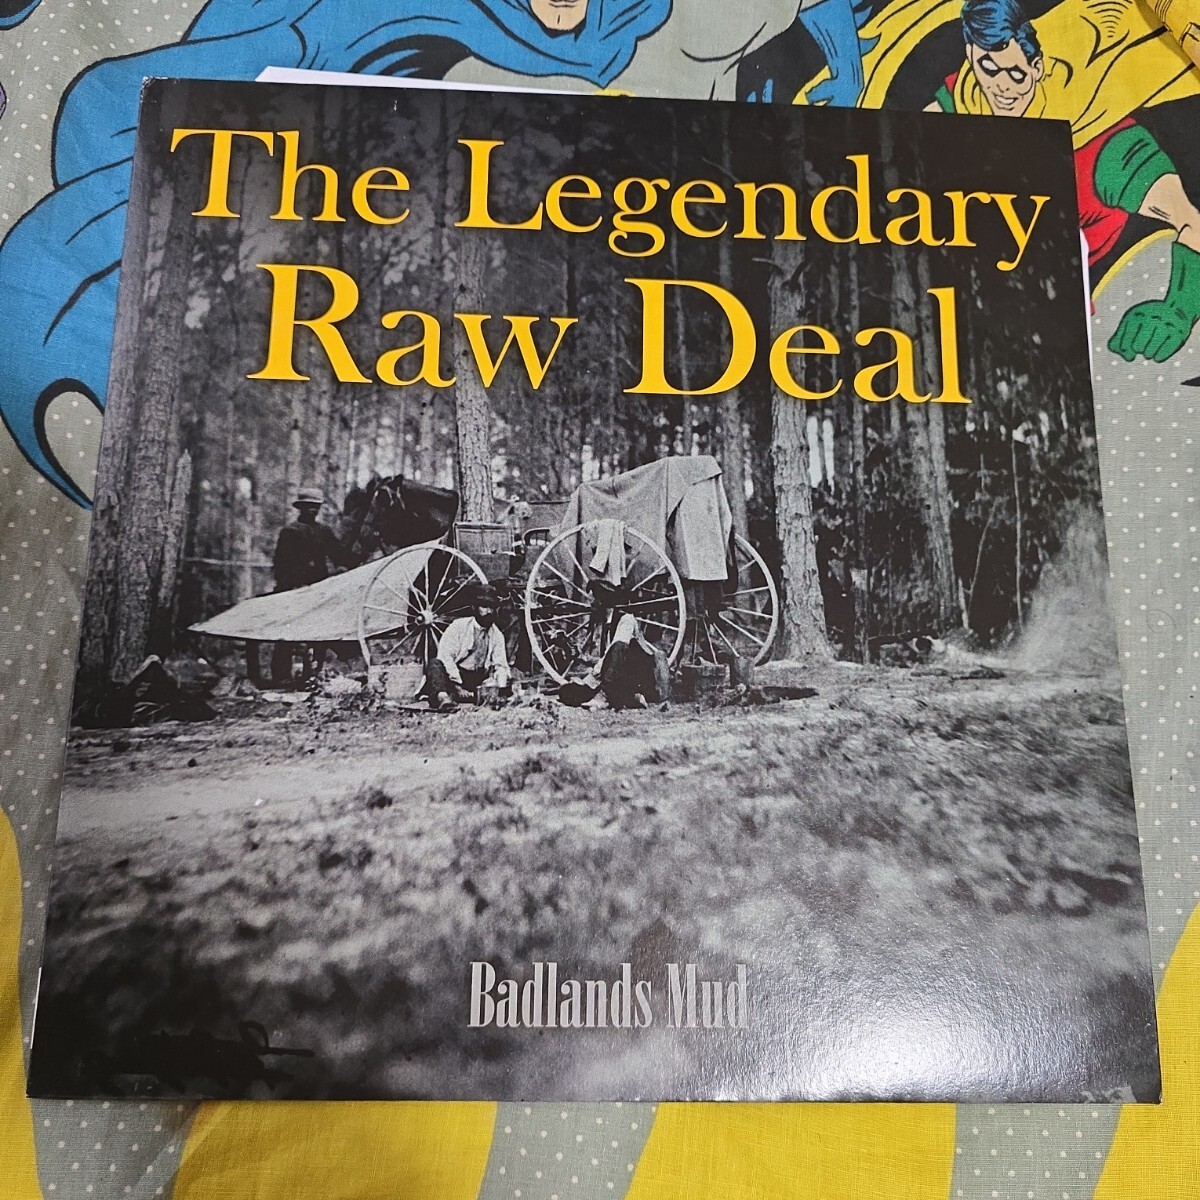 The Legendary
Raw Deal
Badlands Mud